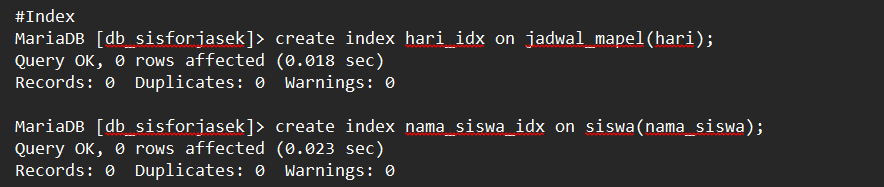 #Index
MariaDB [db_sisforjasek]> create index hari_idx on jadwal_mapel(hari);
Query OK, 0 rows affected (0.018 sec)
Records: 0  Duplicates: 0  Warnings: 0

MariaDB [db_sisforjasek]> create index nama_siswa_idx on siswa(nama_siswa);
Query OK, 0 rows affected (0.023 sec)
Records: 0  Duplicates: 0  Warnings: 0